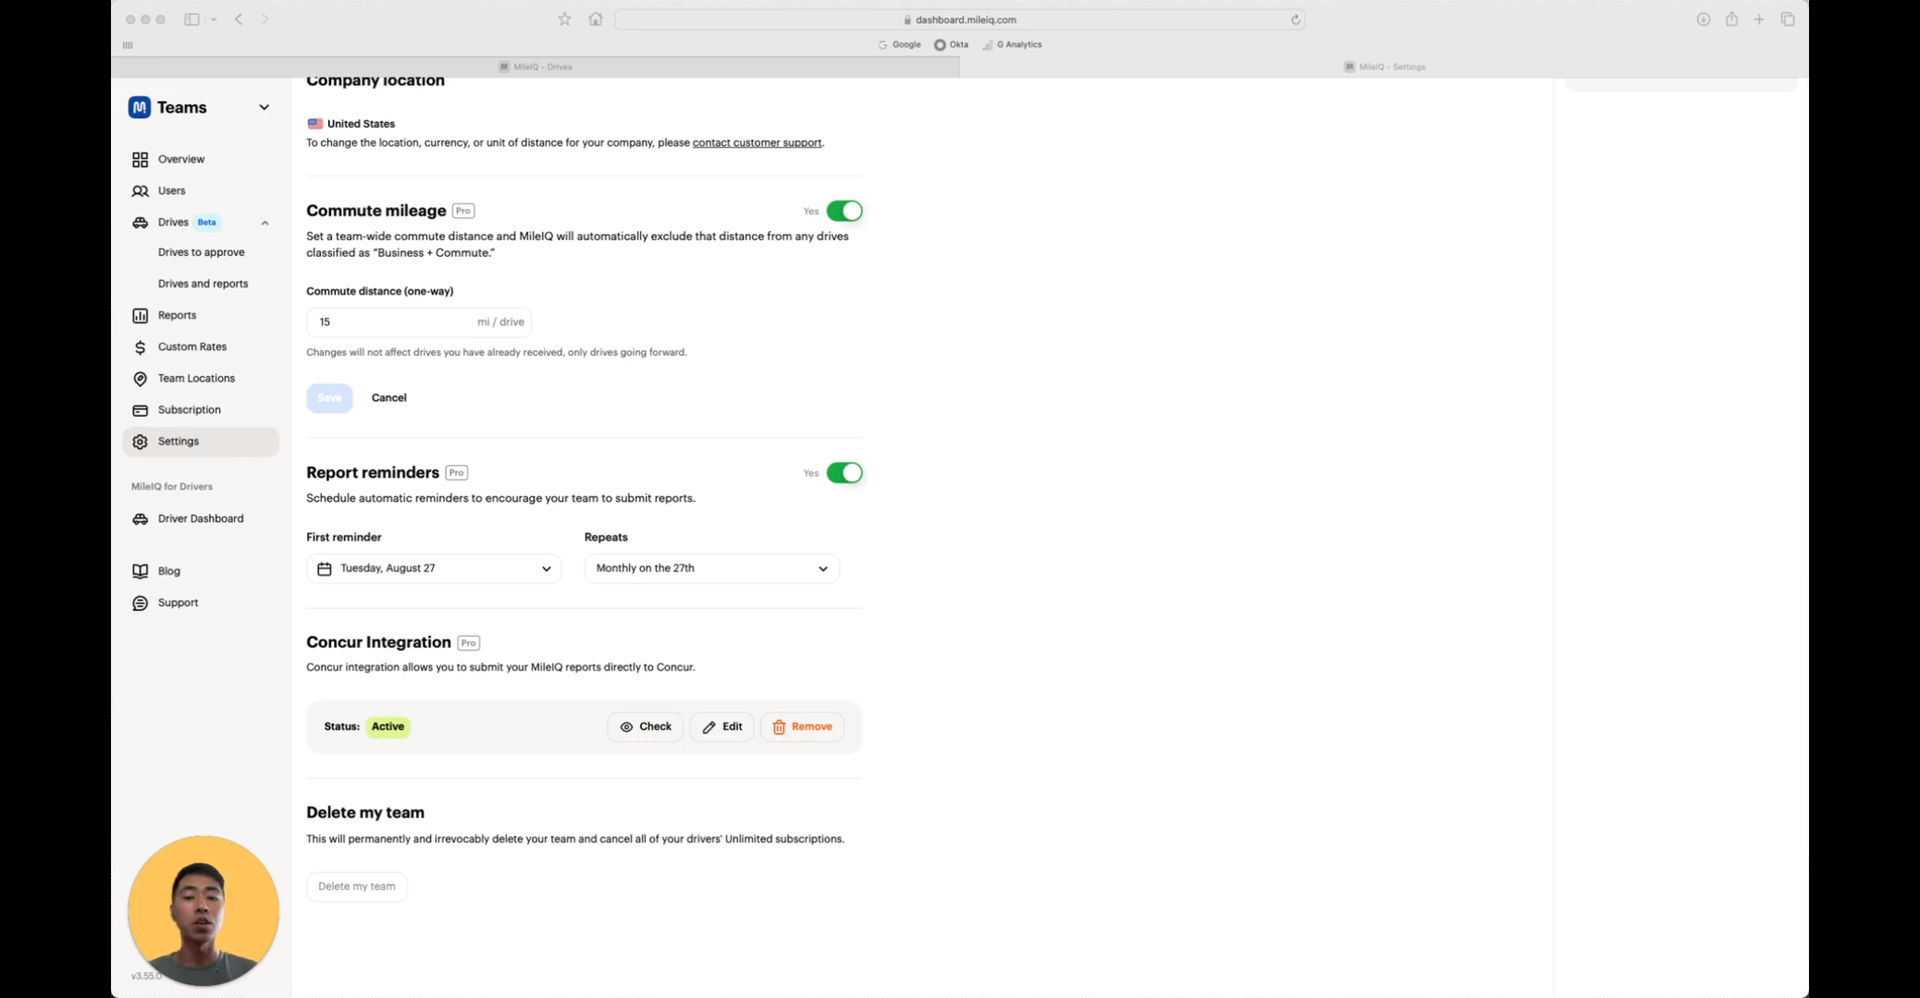 dashboard.mileiq.com
Google
Okta
G Analytics
MileIQ - Drives
MileIQ - Settings
Teams
Overview
Users
Drives Beta
Drives to approve
Drives and reports
Reports
Custom Rates
Team Locations
Subscription
Settings
MileIQ for Drivers
Driver Dashboard
Blog
Support
v3.55.0
Company location
United States
To change the location, currency, or unit of distance for your company, please contact customer support.
Commute mileage Pro
Yes
Set a team-wide commute distance and MileIQ will automatically exclude that distance from any drives
classified as “Business + Commute.”
Commute distance (one-way)
15 mi / drive
Changes will not affect drives you have already received, only drives going forward.
Save Cancel
Report reminders Pro
Yes
Schedule automatic reminders to encourage your team to submit reports.
First reminder Repeats
Tuesday, August 27 Monthly on the 27th
Concur Integration Pro
Concur integration allows you to submit your MileIQ reports directly to Concur.
Status: Active Check Edit Remove
Delete my team
This will permanently and irrevocably delete your team and cancel all of your drivers' Unlimited subscriptions.
Delete my team